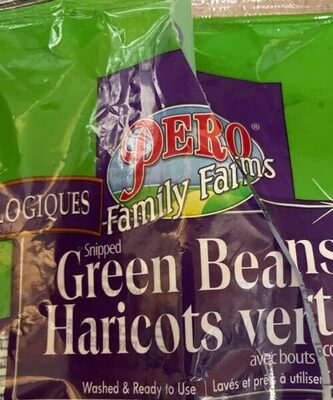 PERO®
Family Farms
LOGIQUES
Snipped
Green Beans
Haricots vert
avec bouts co
Washed & Ready to Use | Lavés et prêts à utiliser